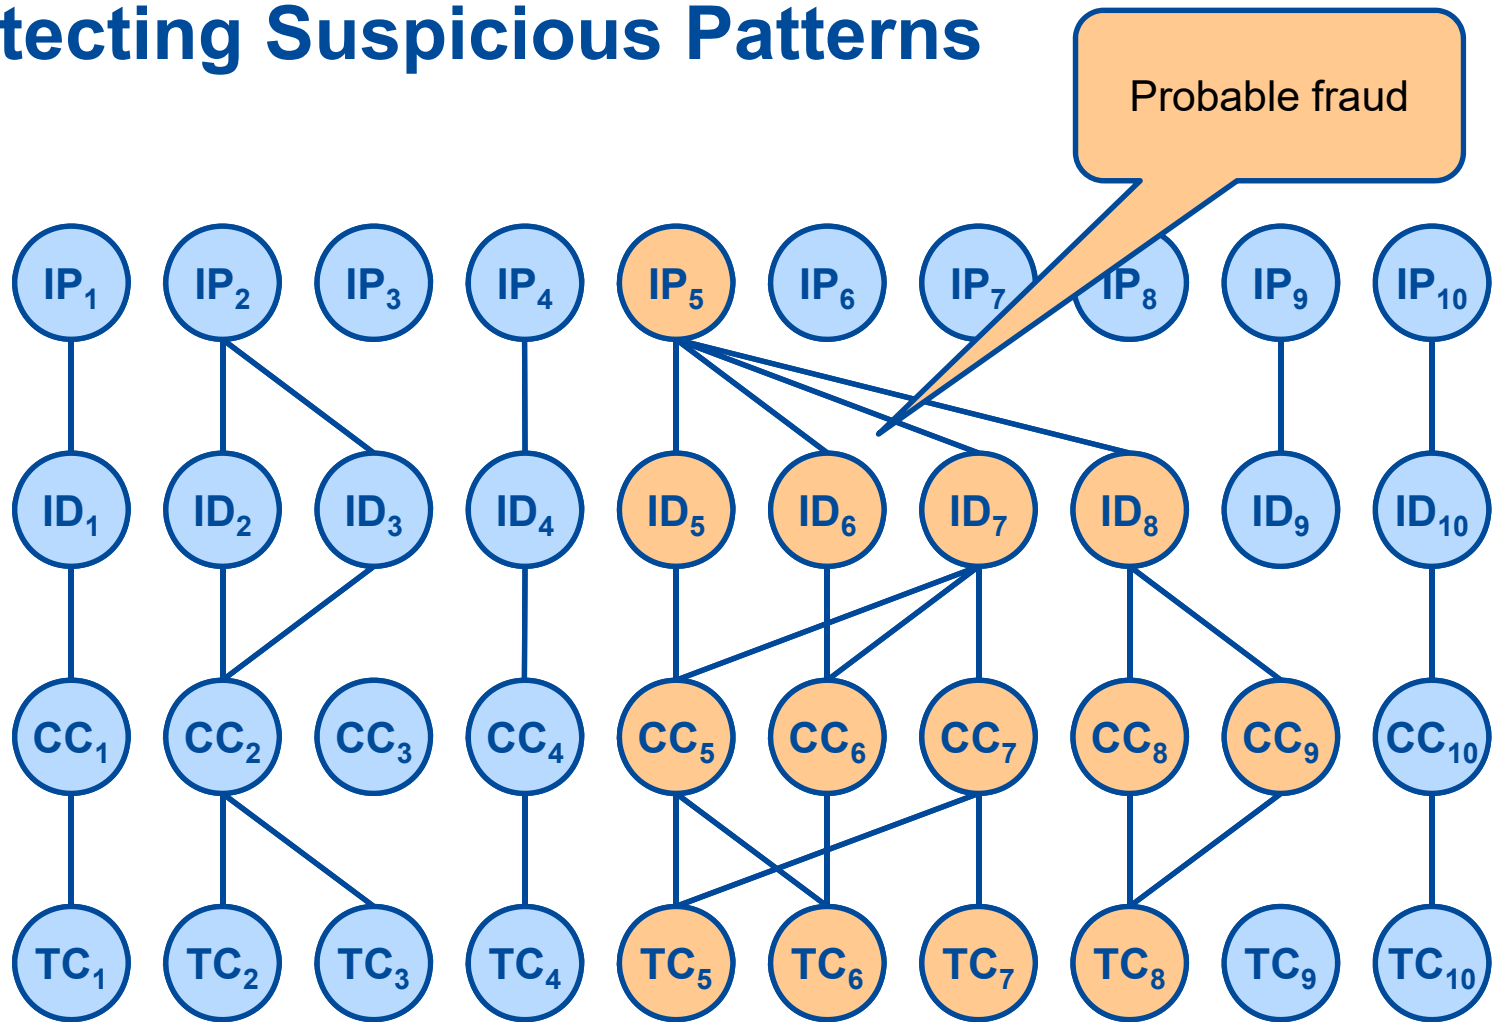 tecting Suspicious Patterns
Probable fraud
IP1 IP2 IP3 IP4 IP5 IP6 IP7 IP8 IP9 IP10
ID1 ID2 ID3 ID4 ID5 ID6 ID7 ID8 ID9 ID10
CC1 CC2 CC3 CC4 CC5 CC6 CC7 CC8 CC9 CC10
TC1 TC2 TC3 TC4 TC5 TC6 TC7 TC8 TC9 TC10